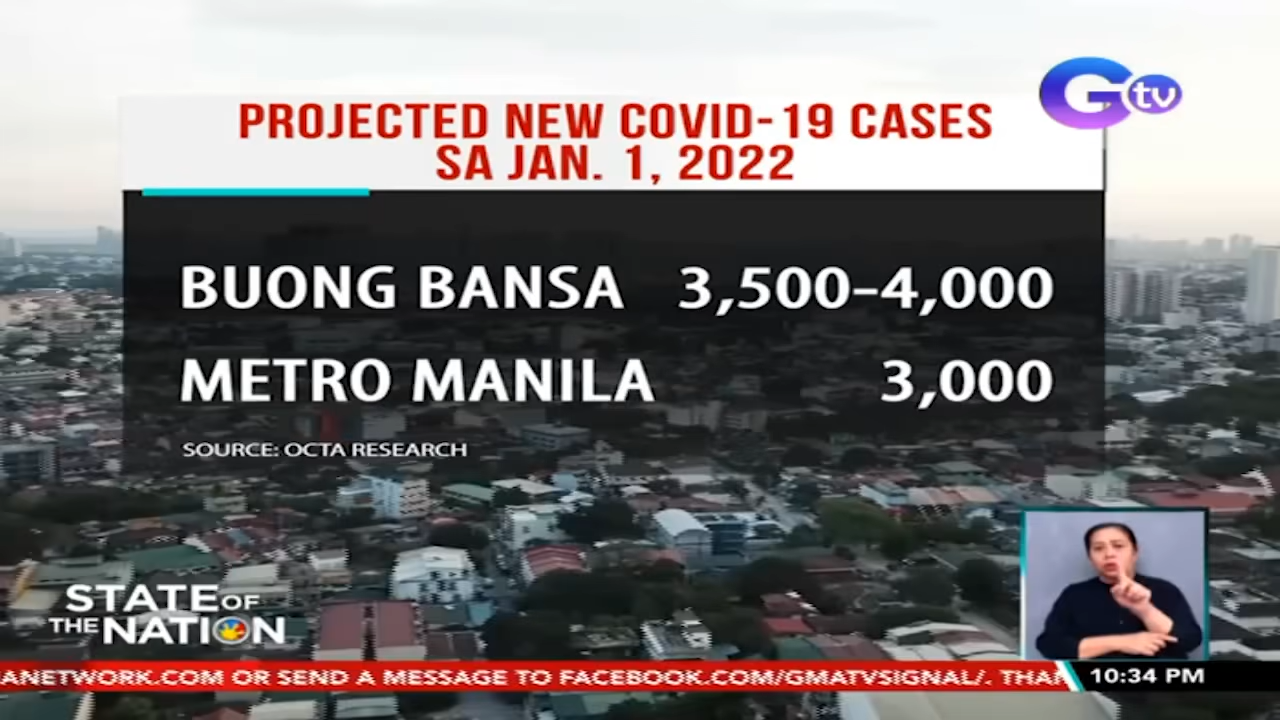 Gtv
PROJECTED NEW COVID-19 CASES
SA JAN. 1, 2022
BUONG BANSA 3,500-4,000
METRO MANILA 3,000
SOURCE: OCTA RESEARCH
STATE OF
THE NATION
ANETWORK.COM OR SEND A MESSAGE TO FACEBOOK.COM/GMATVSIGNAL/. THAN
10:34 PM